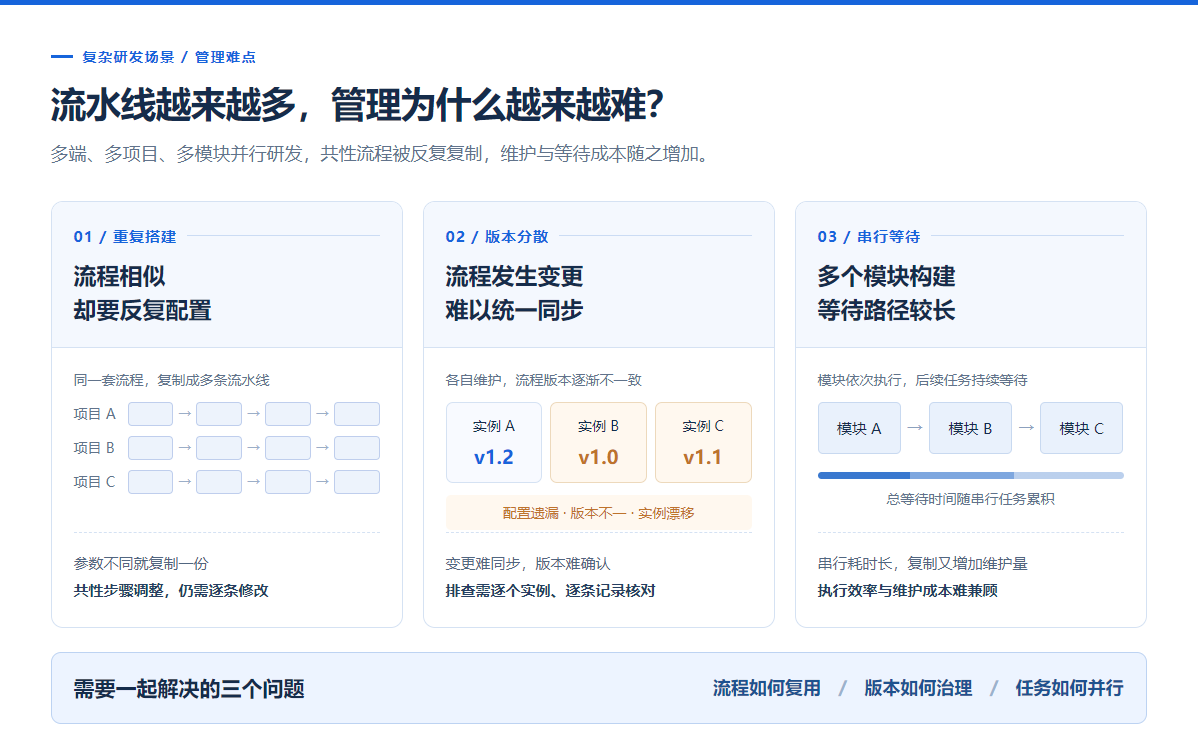 复杂研发场景 / 管理难点
流水线越来越多，管理为什么越来越难？
多端、多项目、多模块并行研发，共性流程被反复复制，维护与等待成本随之增加。
01 / 重复搭建
流程相似
却要反复配置
同一套流程，复制成多条流水线
项目 A → → →
项目 B → → →
项目 C → → →
参数不同就复制一份
共性步骤调整，仍需逐条修改
02 / 版本分散
流程发生变更
难以统一同步
各自维护，流程版本逐渐不一致
实例 A 实例 B 实例 C
v1.2 v1.0 v1.1
配置遗漏 · 版本不一 · 实例漂移
变更难同步，版本难确认
排查需逐个实例、逐条记录核对
03 / 串行等待
多个模块构建
等待路径较长
模块依次执行，后续任务持续等待
模块 A → 模块 B → 模块 C
总等待时间随串行任务累积
串行耗时长，复制又增加维护量
执行效率与维护成本难兼顾
需要一起解决的三个问题
流程如何复用 / 版本如何治理 / 任务如何并行